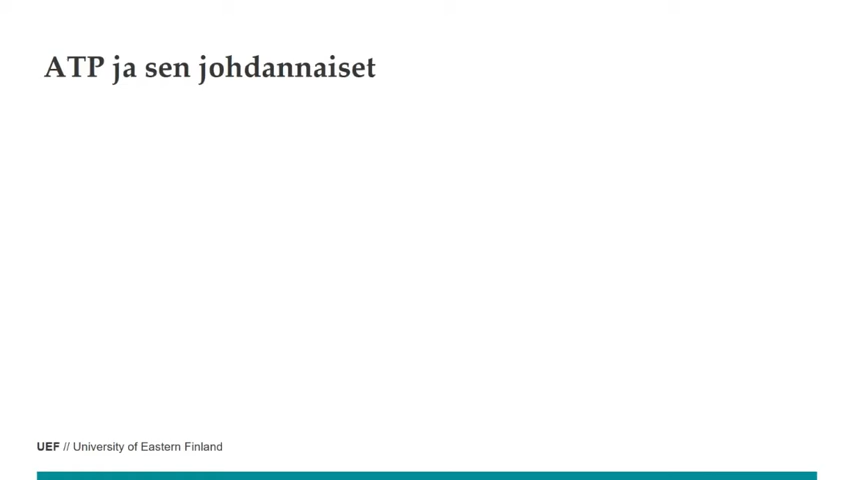 ATP ja sen johdannaiset
UEF // University of Eastern Finland